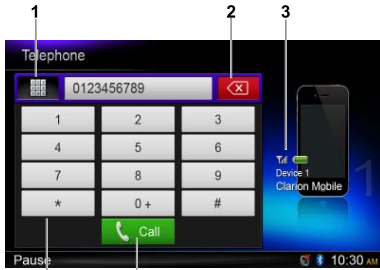 1 2 3
Telephone
0123456789
1 2 3
4 5 6
7 8 9
* 0 + #
Call
Device 1
Clarion Mobile
1
Pause 10:30 AM